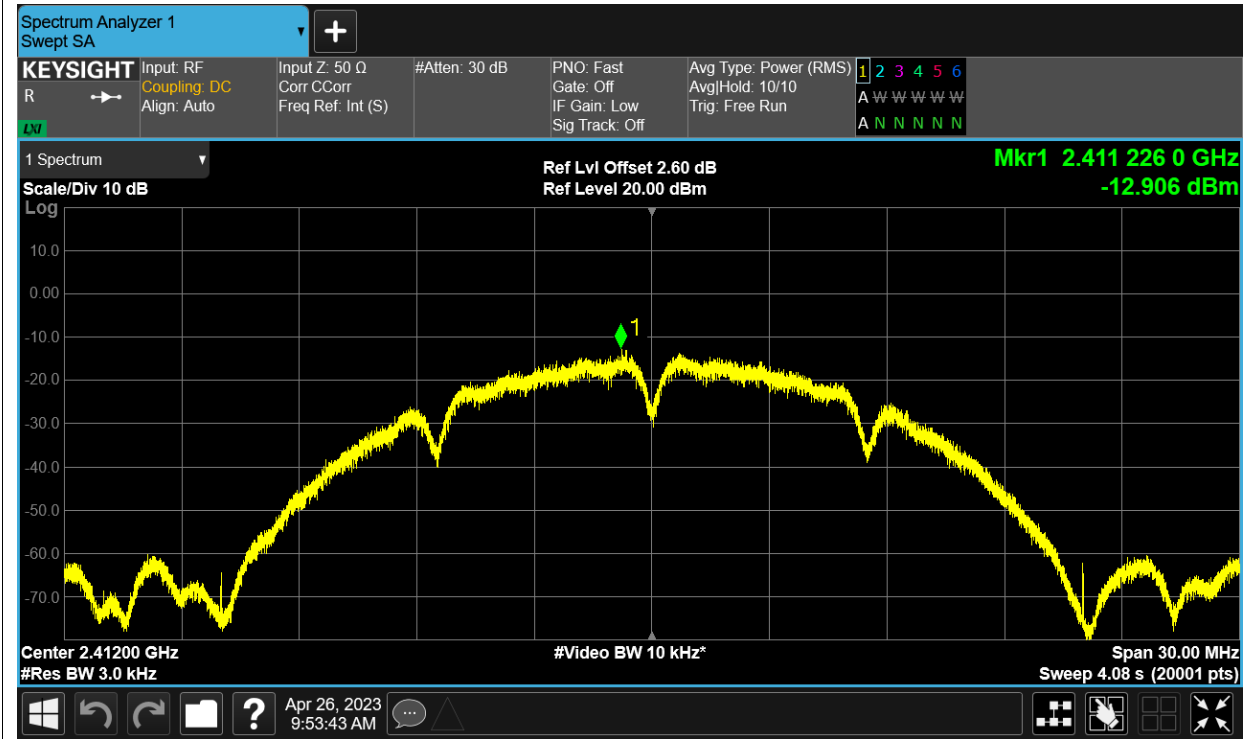 Spectrum Analyzer 1
Swept SA
+
KEYSIGHT
R
LXI
Input: RF
Coupling: DC
Align: Auto
Input Z: 50 Ω
Corr CCorr
Freq Ref: Int (S)
#Atten: 30 dB
PNO: Fast
Gate: Off
IF Gain: Low
Sig Track: Off
Avg Type: Power (RMS)
Avg|Hold: 10/10
Trig: Free Run
1 2 3 4 5 6
A W W W W W
A N N N N N
1 Spectrum
Scale/Div 10 dB
Log
Ref Lvl Offset 2.60 dB
Ref Level 20.00 dBm
Mkr1 2.411 226 0 GHz
-12.906 dBm
10.0
0.00
-10.0
-20.0
-30.0
-40.0
-50.0
-60.0
-70.0
1
Center 2.41200 GHz
#Res BW 3.0 kHz
#Video BW 10 kHz*
Span 30.00 MHz
Sweep 4.08 s (20001 pts)
?
Apr 26, 2023
9:53:43 AM